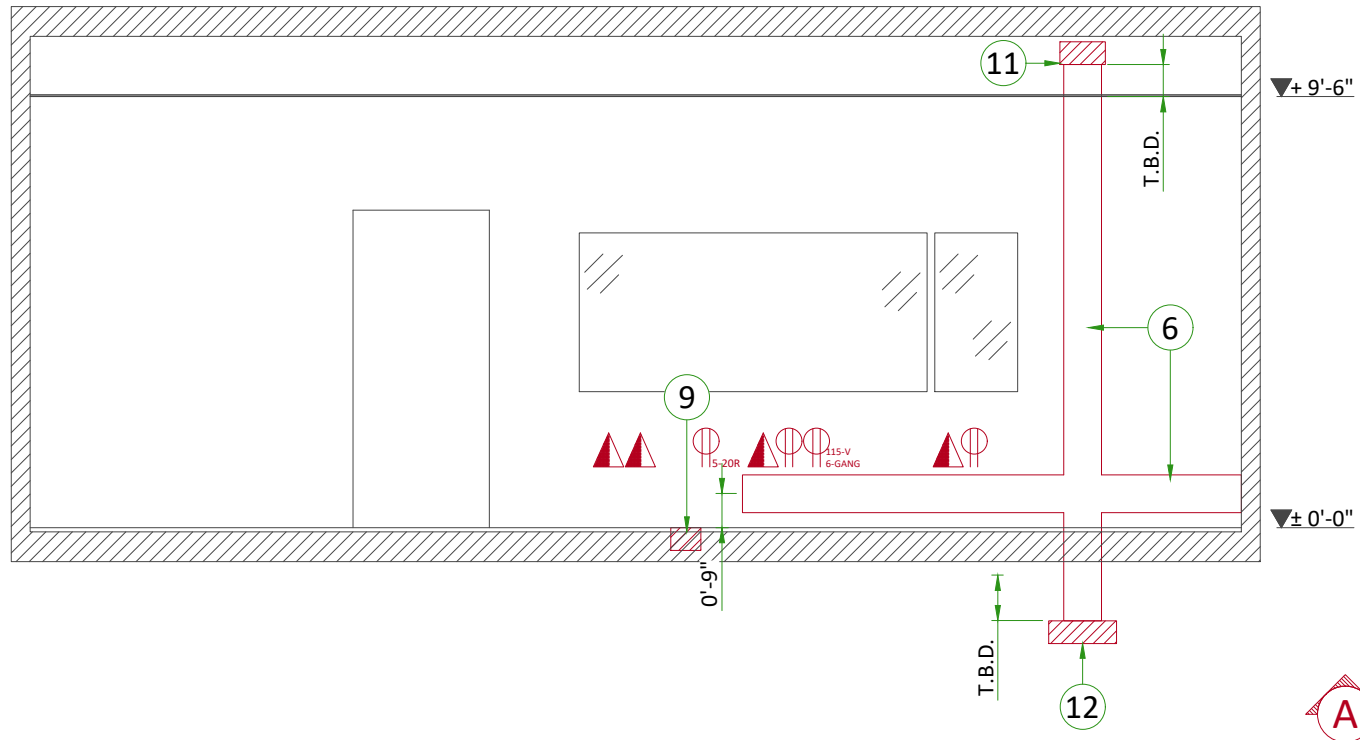 11
+ 9'-6"
T.B.D.
6
9
5-20R
115-V
6-GANG
± 0'-0"
0'-9"
T.B.D.
12
A